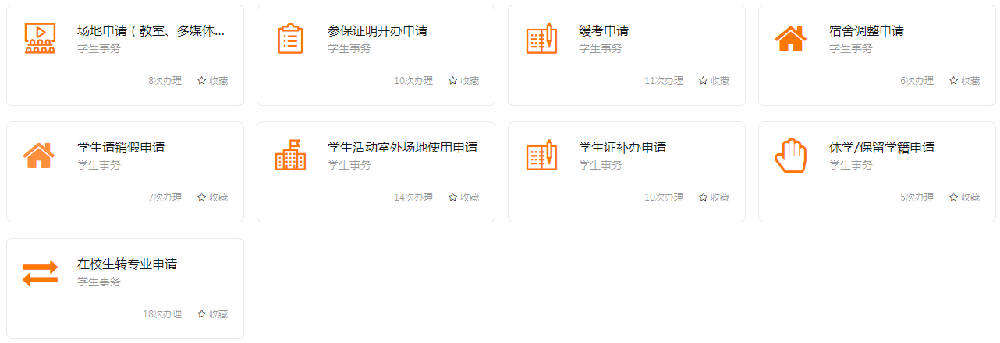 场地申请（教室、多媒体...
学生事务
8次办理 收藏
参保证明开办申请
学生事务
10次办理 收藏
缓考申请
学生事务
11次办理 收藏
宿舍调整申请
学生事务
6次办理 收藏
学生请销假申请
学生事务
7次办理 收藏
学生活动室外场地使用申请
学生事务
14次办理 收藏
学生证补办申请
学生事务
10次办理 收藏
休学/保留学籍申请
学生事务
5次办理 收藏
在校生转专业申请
学生事务
18次办理 收藏